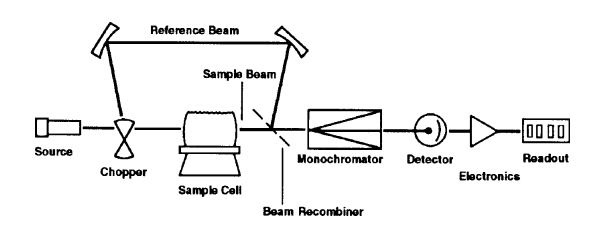 Reference Beam
Sample Beam
Source
Chopper
Sample Cell
Beam Recombiner
Monochromator
Detector
Electronics
Readout